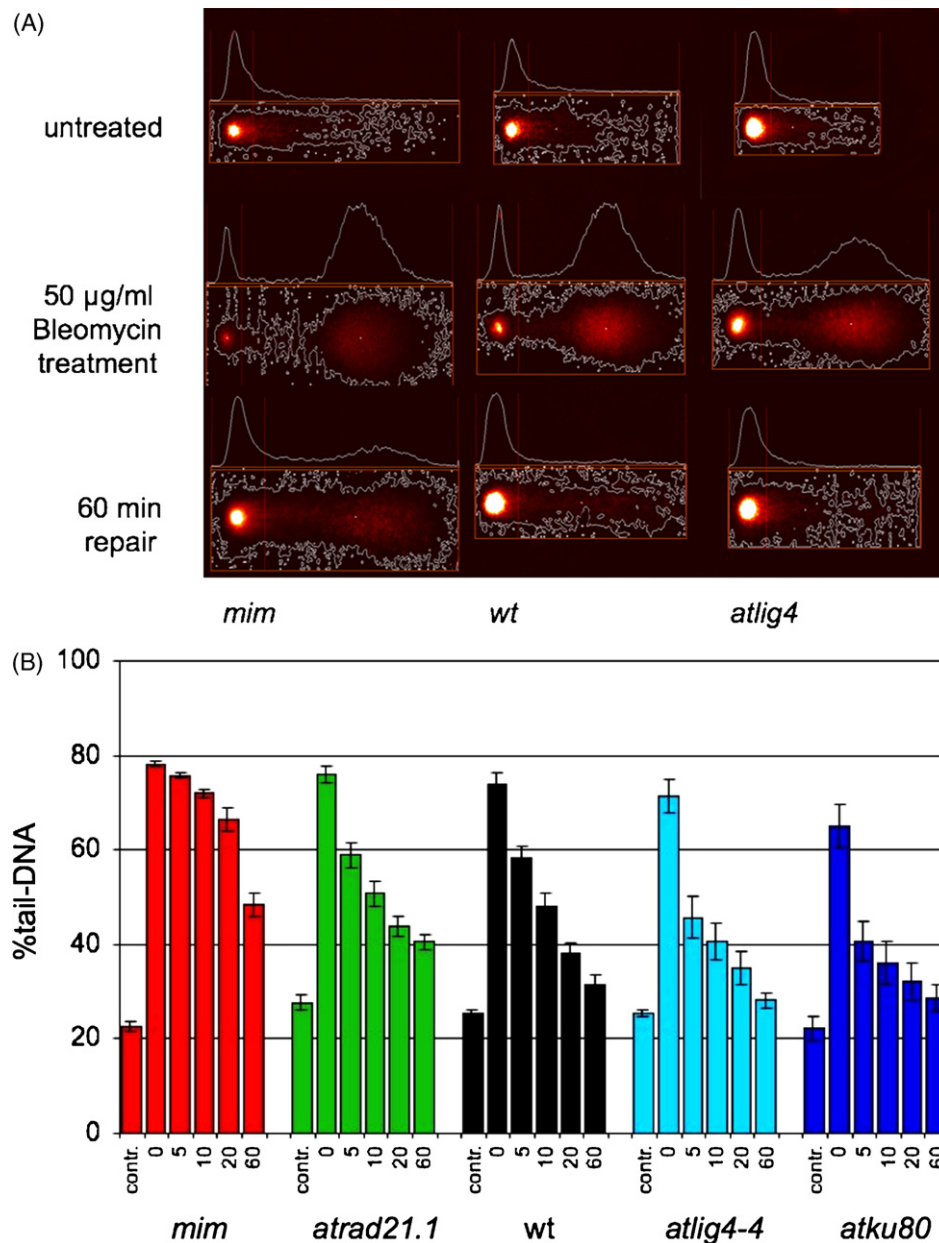 (A)
untreated
50 µg/ml
Bleomycin
treatment
60 min
repair
mim wt atlig4
(B)
100
80
60
40
20
0
%tail-DNA
contr. 0 5 10 20 60 contr. 0 5 10 20 60 contr. 0 5 10 20 60 contr. 0 5 10 20 60 contr. 0 5 10 20 60
mim atrad21.1 wt atlig4-4 atku80